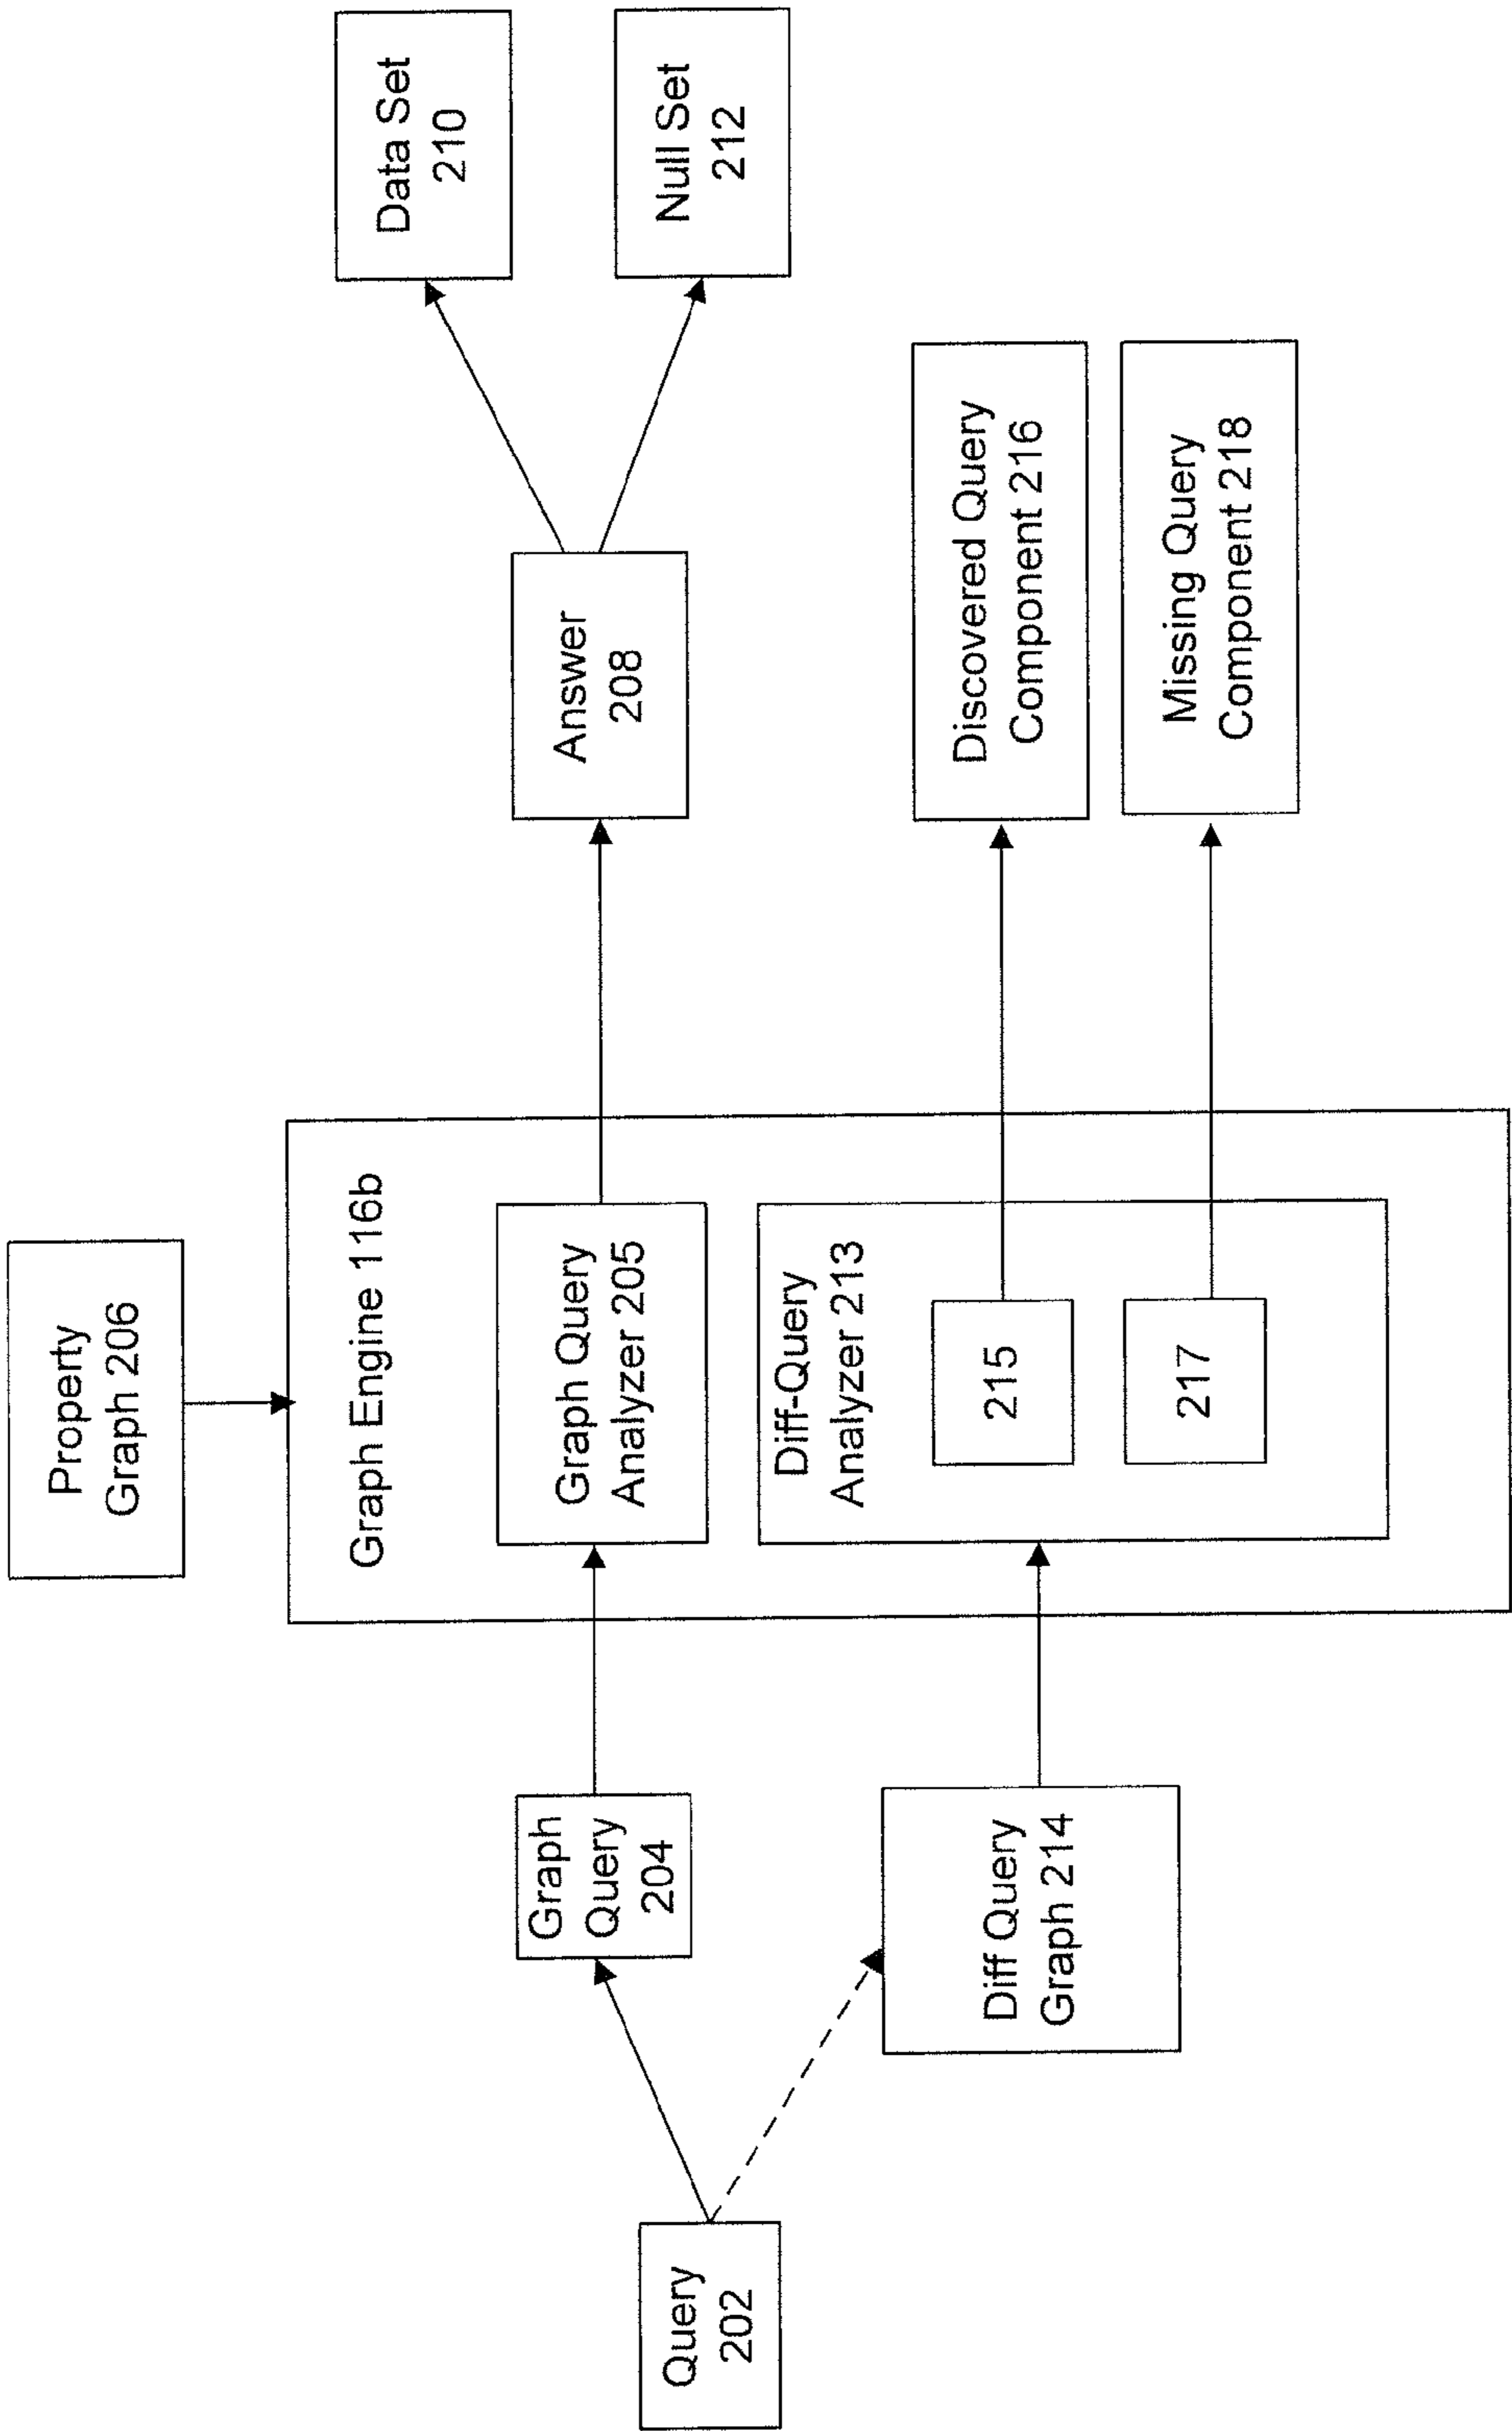 Property
Graph 206
Graph Engine 116b
Query
202
Graph
Query
204
Graph Query
Analyzer 205
Answer
208
Data Set
210
Null Set
212
Diff Query
Graph 214
Diff-Query
Analyzer 213
215
217
Discovered Query
Component 216
Missing Query
Component 218